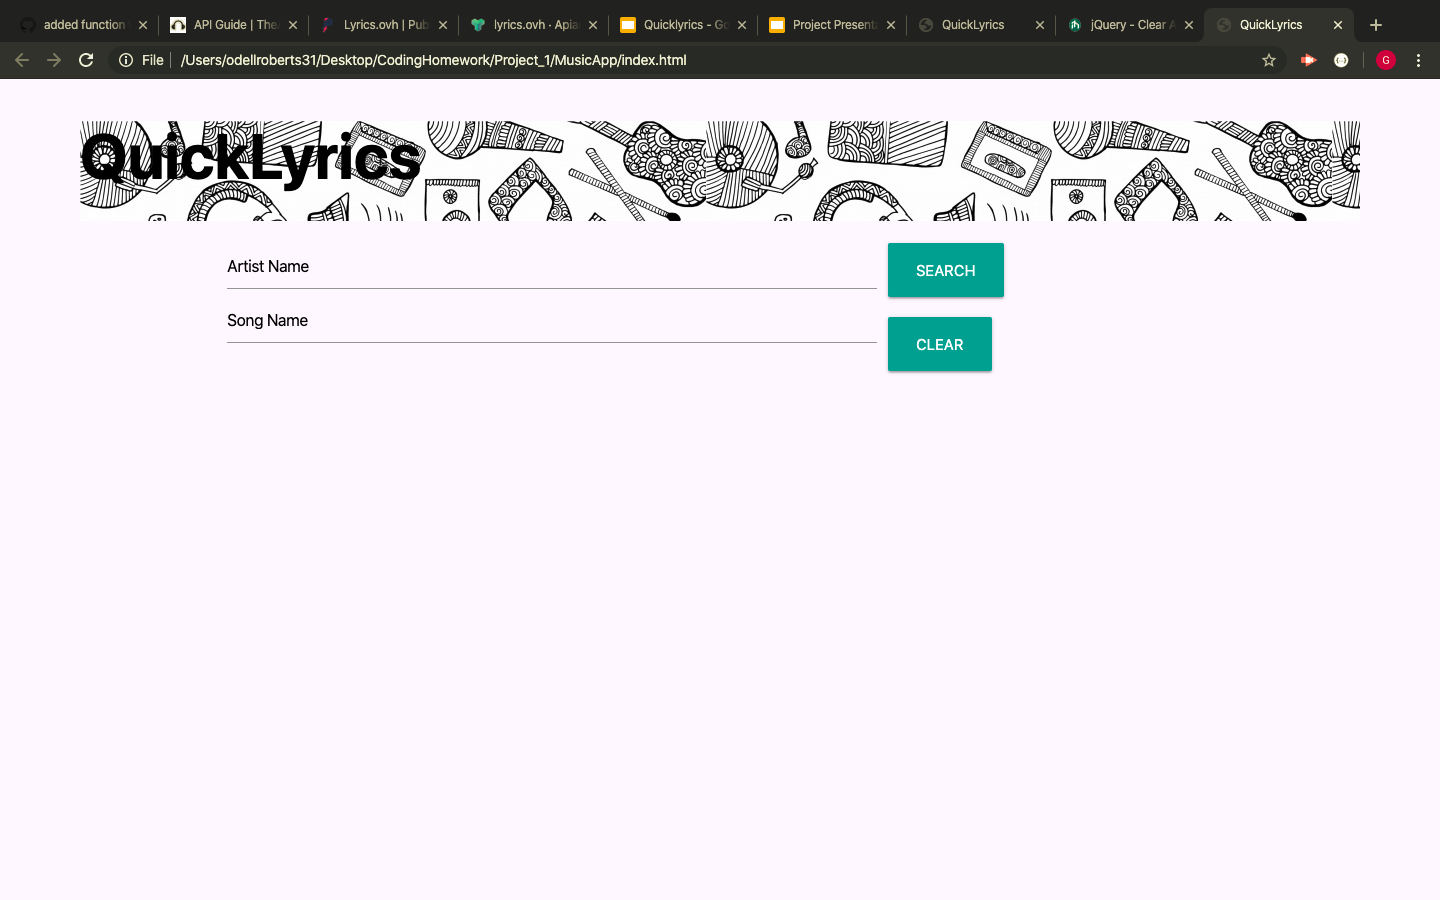 added function
API Guide | The
Lyrics.ovh | Pub
lyrics.ovh · Apia
Quicklyrics - Go
Project Presenta
QuickLyrics
jQuery - Clear A
QuickLyrics
File
/Users/odellroberts31/Desktop/CodingHomework/Project_1/MusicApp/index.html
G
QuickLyrics
Artist Name
SEARCH
Song Name
CLEAR